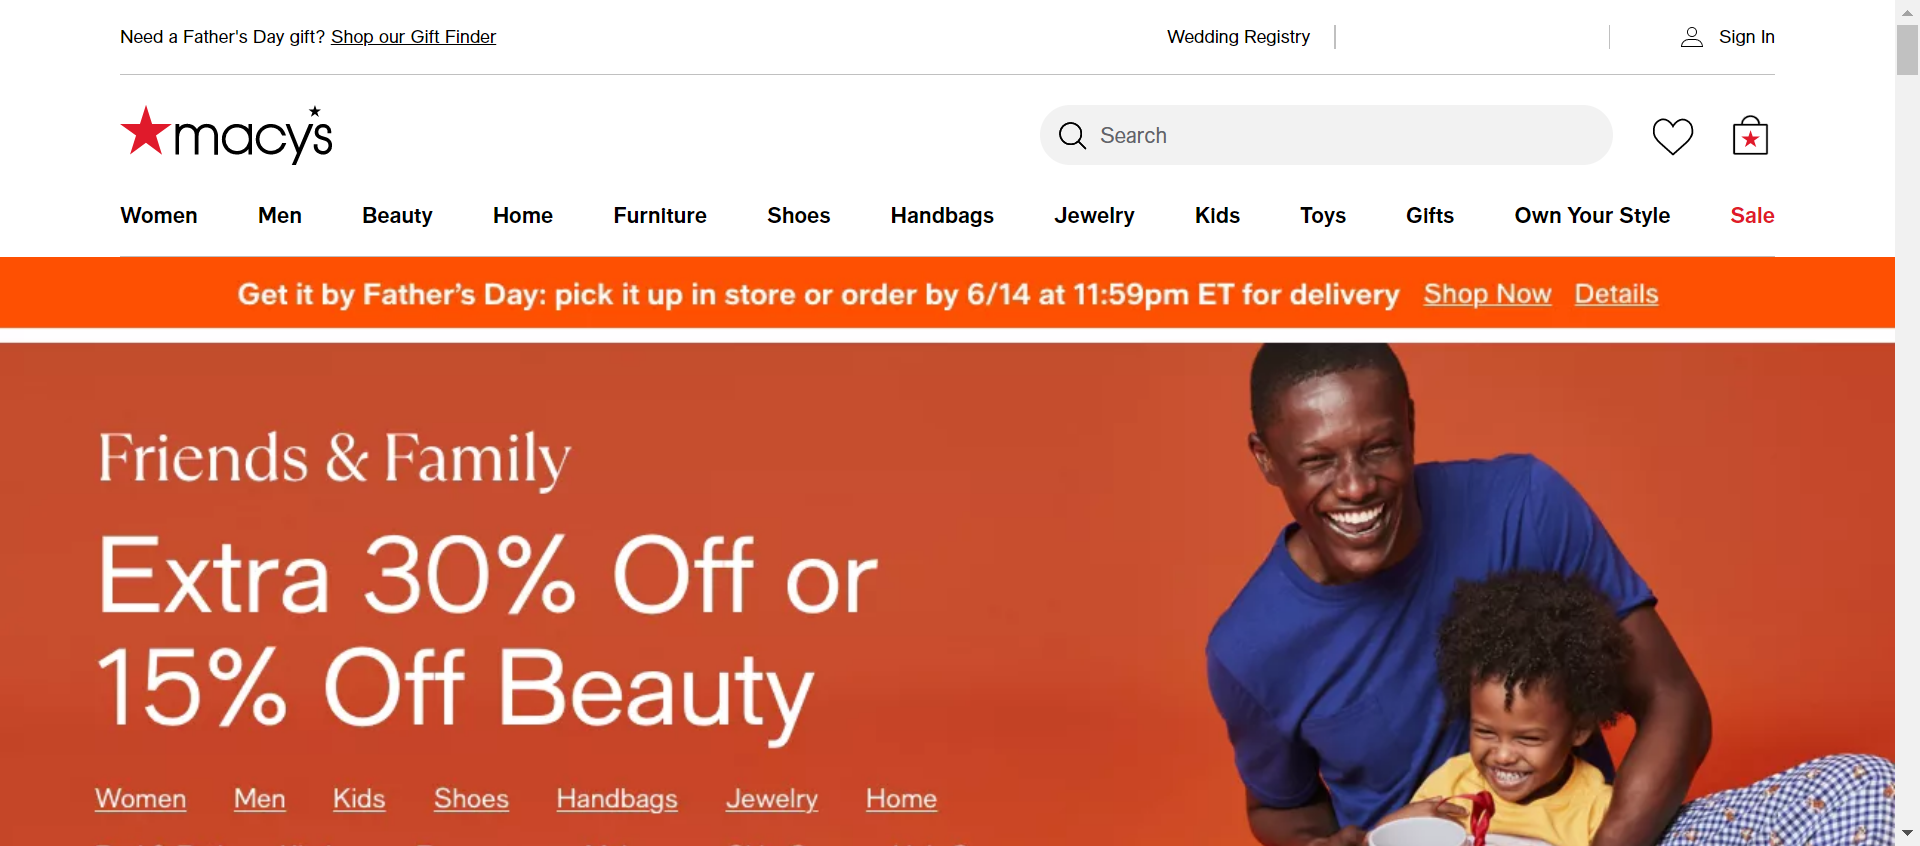 Need a Father's Day gift? Shop our Gift Finder
Wedding Registry
Sign In
macy's
Search
Women Men Beauty Home Furniture Shoes Handbags Jewelry Kids Toys Gifts Own Your Style Sale
Get it by Father's Day: pick it up in store or order by 6/14 at 11:59pm ET for delivery Shop Now Details
Friends & Family
Extra 30% Off or
15% Off Beauty
Women Men Kids Shoes Handbags Jewelry Home